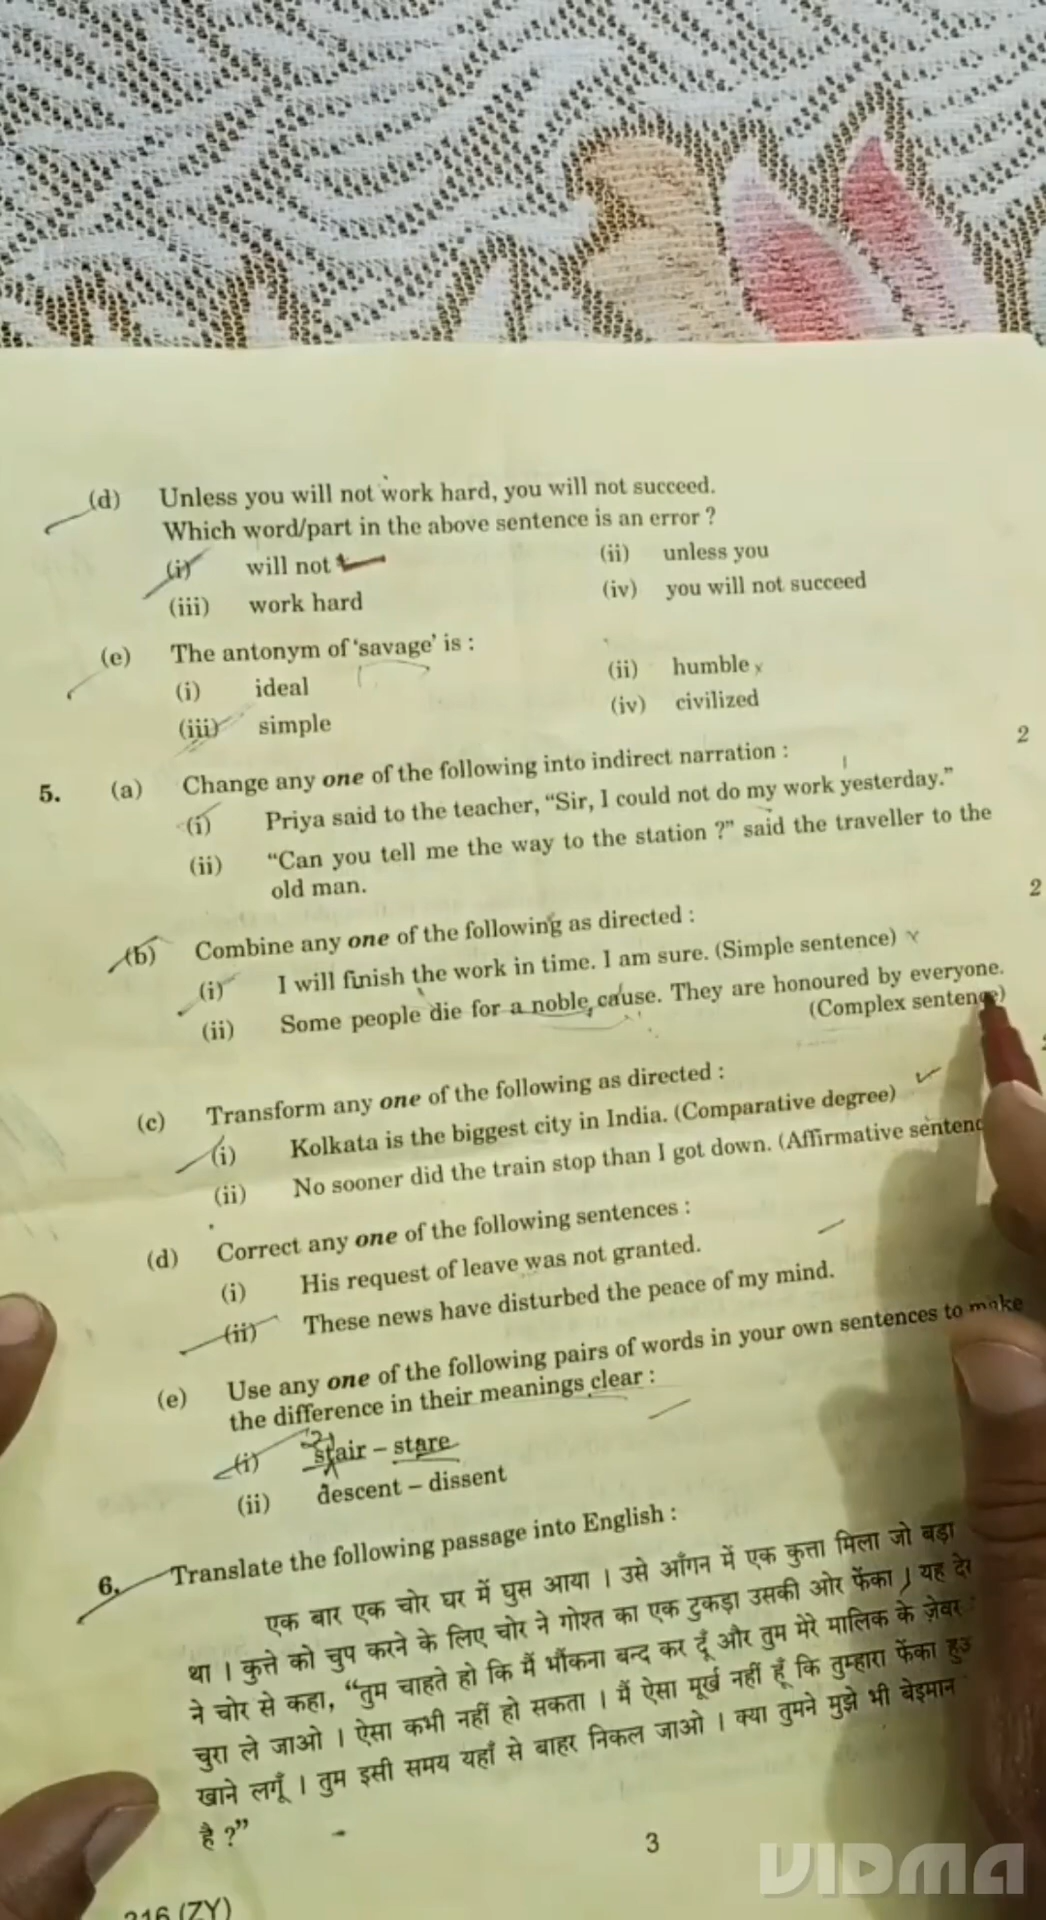 (d) Unless you will not work hard, you will not succeed.
Which word/part in the above sentence is an error ?
(i) will not (ii) unless you
(iii) work hard (iv) you will not succeed
(e) The antonym of ‘savage’ is :
(i) ideal (ii) humble
(iii) simple (iv) civilized
5. (a) Change any one of the following into indirect narration : 2
(i) Priya said to the teacher, “Sir, I could not do my work yesterday.”
(ii) “Can you tell me the way to the station ?” said the traveller to the
old man.
(b) Combine any one of the following as directed : 2
(i) I will finish the work in time. I am sure. (Simple sentence)
(ii) Some people die for a noble cause. They are honoured by everyone.
(Complex sentence)
(c) Transform any one of the following as directed :
(i) Kolkata is the biggest city in India. (Comparative degree)
(ii) No sooner did the train stop than I got down. (Affirmative sentenc
(d) Correct any one of the following sentences :
(i) His request of leave was not granted.
(ii) These news have disturbed the peace of my mind.
(e) Use any one of the following pairs of words in your own sentences to make
the difference in their meanings clear :
(i) stair – stare
(ii) descent – dissent
6. Translate the following passage into English :
एक बार एक चोर घर में घुस आया । उसे आँगन में एक कुत्ता मिला जो बड़ा
था । कुत्ते को चुप करने के लिए चोर ने गोश्त का एक टुकड़ा उसकी ओर फेंका । यह दे
ने चोर से कहा, “तुम चाहते हो कि मैं भौंकना बन्द कर दूँ और तुम मेरे मालिक के ज़ेवर
चुरा ले जाओ । ऐसा कभी नहीं हो सकता । मैं ऐसा मूर्ख नहीं हूँ कि तुम्हारा फेंका हुअ
खाने लगूँ । तुम इसी समय यहाँ से बाहर निकल जाओ । क्या तुमने मुझे भी बेइमान
है ?”
3
316 (ZY)
VIDMA